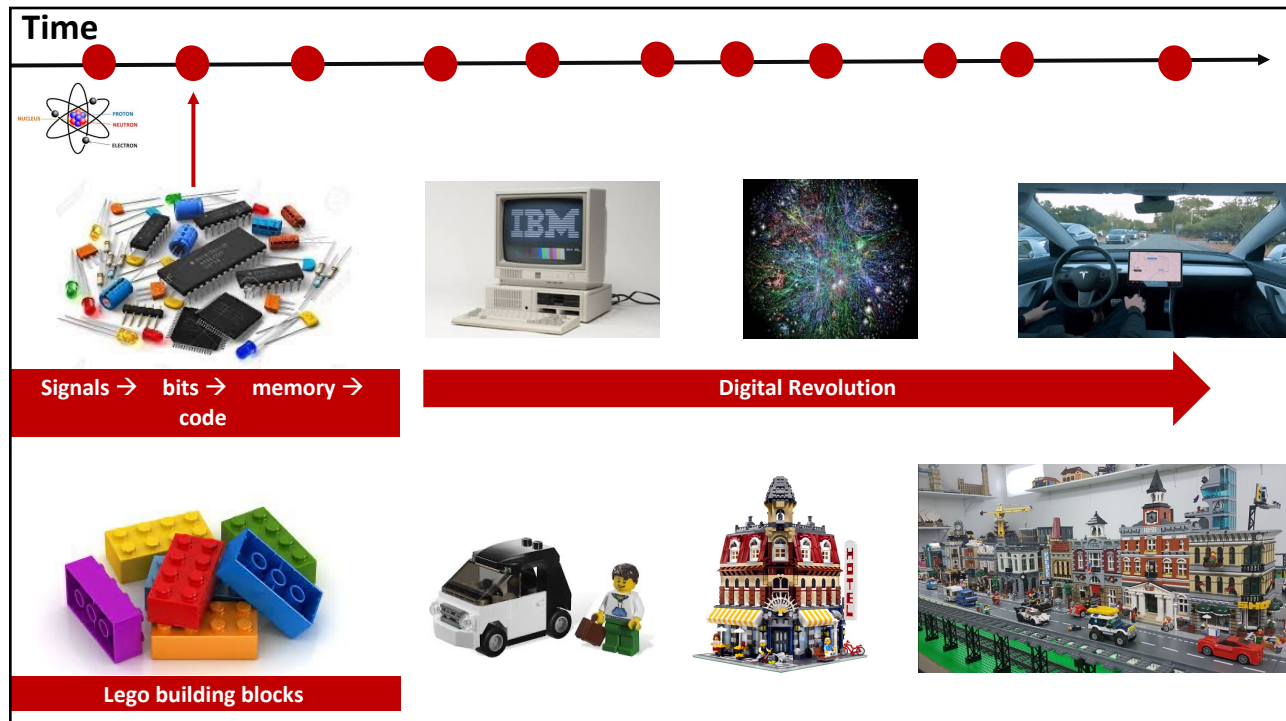 Time
NUCLEUS
PROTON
NEUTRON
ELECTRON
IBM
Signals → bits → memory →
code
Digital Revolution
HOTEL
Lego building blocks